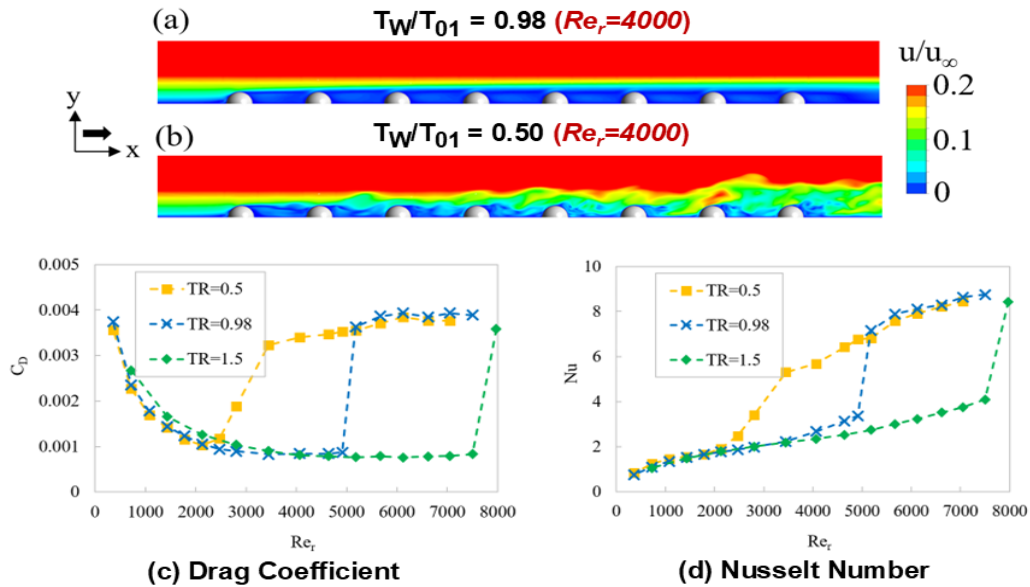 (a)
T_W/T_01 = 0.98 (Re_r=4000)
u/u_∞
0.2
0.1
0
y
x
(b)
T_W/T_01 = 0.50 (Re_r=4000)
0.005
0.004
0.003
0.002
0.001
0
C_D
TR=0.5
TR=0.98
TR=1.5
0 1000 2000 3000 4000 5000 6000 7000 8000
Re_r
(c) Drag Coefficient
10
8
6
4
2
0
Nu
TR=0.5
TR=0.98
TR=1.5
0 1000 2000 3000 4000 5000 6000 7000 8000
Re_r
(d) Nusselt Number